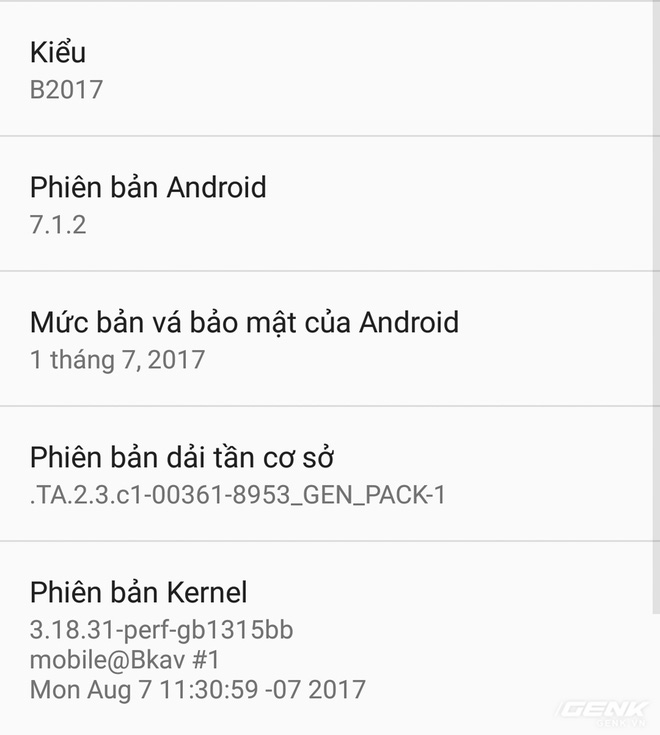 Kiểu
B2017
Phiên bản Android
7.1.2
Mức bản vá bảo mật của Android
1 tháng 7, 2017
Phiên bản dải tần cơ sở
.TA.2.3.c1-00361-8953_GEN_PACK-1
Phiên bản Kernel
3.18.31-perf-gb1315bb
mobile@Bkav #1
Mon Aug 7 11:30:59 -07 2017
GENK
GENK.VN